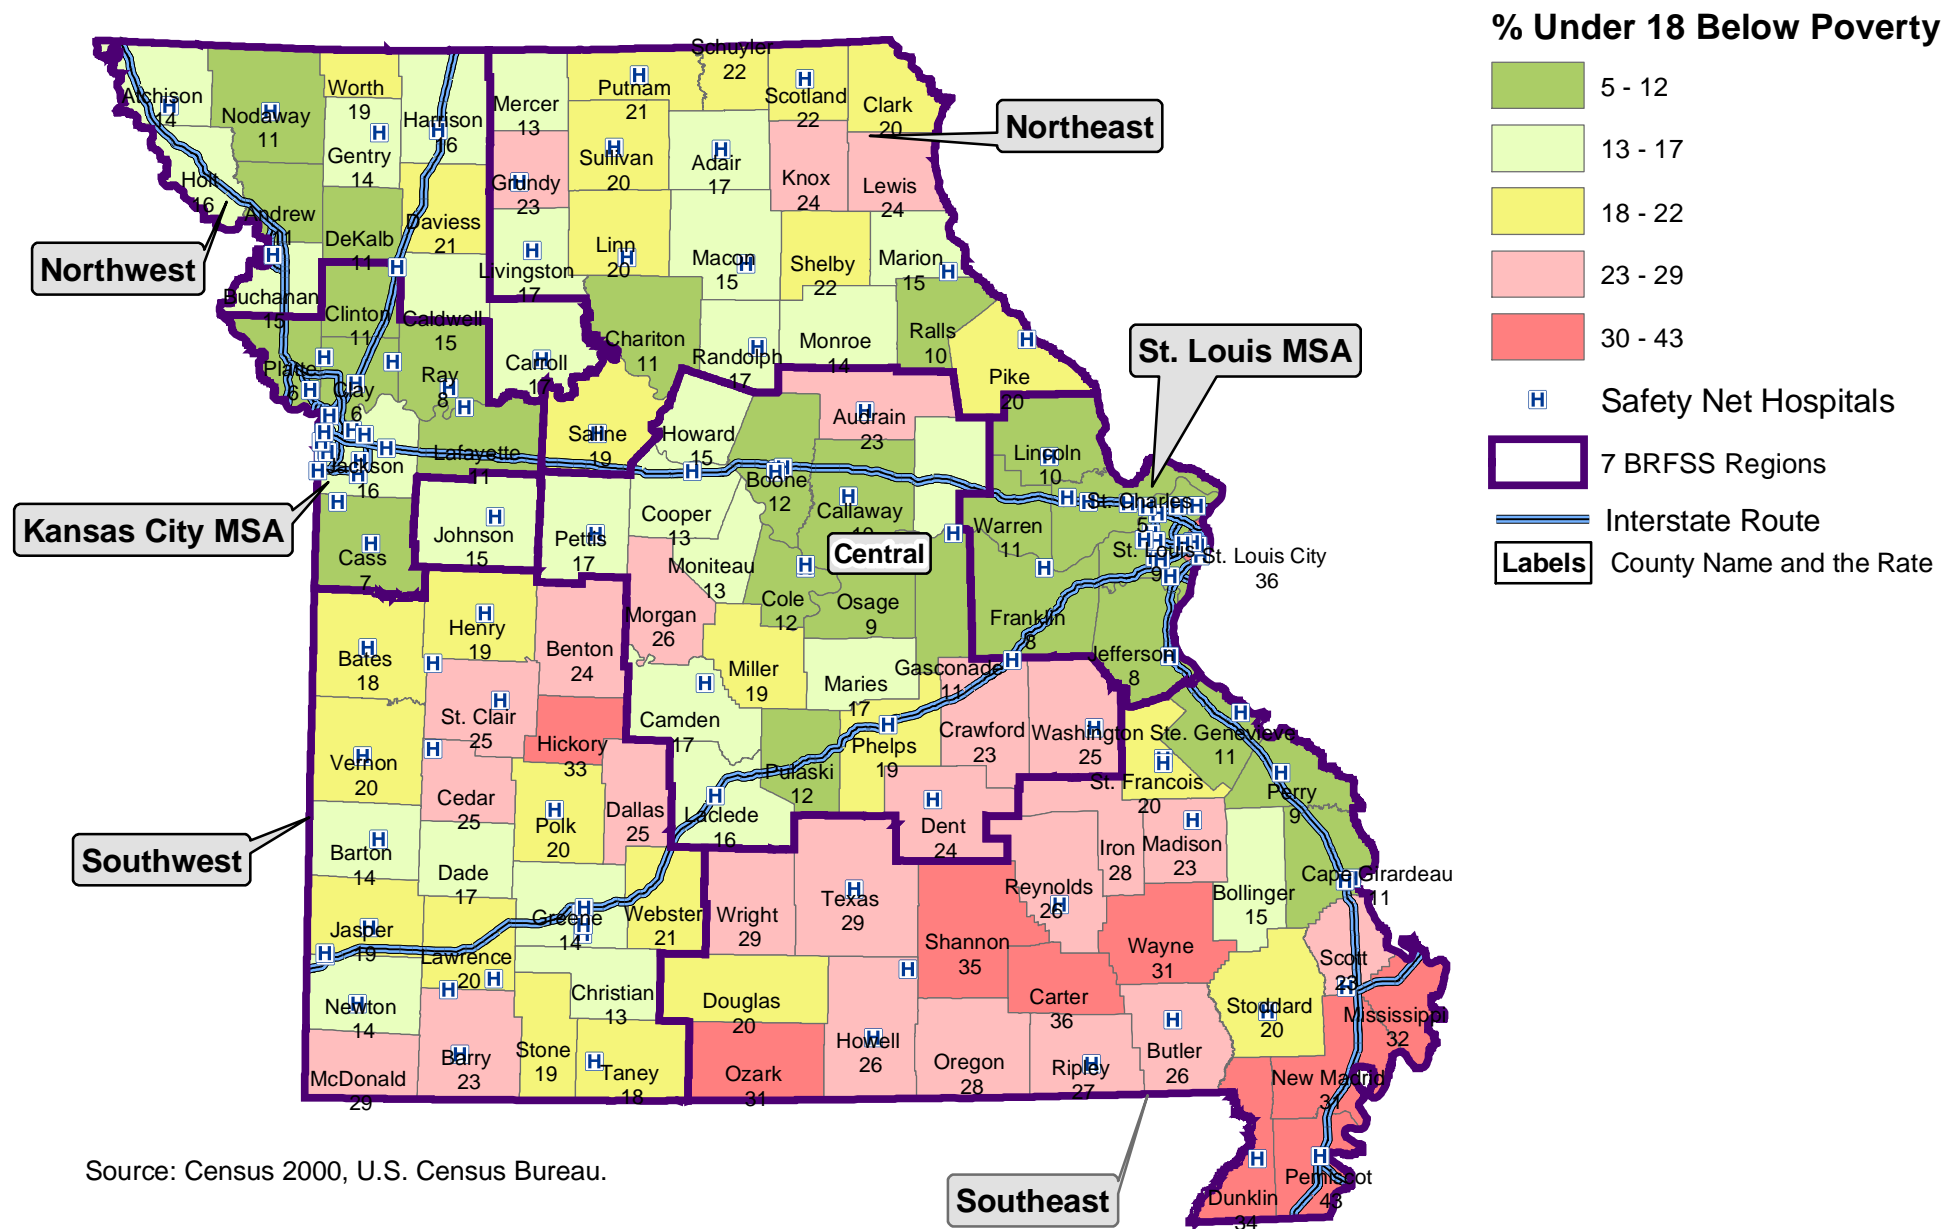 % Under 18 Below Poverty
5 - 12
13 - 17
18 - 22
23 - 29
30 - 43
H Safety Net Hospitals
7 BRFSS Regions
Interstate Route
Labels County Name and the Rate
Northwest
Northeast
St. Louis MSA
Kansas City MSA
Central
Southwest
Southeast
Atchison
14
Nodaway
11
Worth
19
Gentry
14
Harrison
16
Holt
16
Andrew
11
DeKalb
11
Daviess
21
Buchanan
15
Clinton
11
Caldwell
15
Mercer
13
Putnam
21
Schuyler
22
Scotland
22
Clark
20
Grundy
23
Sullivan
20
Adair
17
Knox
24
Lewis
24
Livingston
17
Linn
20
Macon
15
Shelby
22
Marion
15
Carroll
17
Chariton
11
Randolph
17
Monroe
14
Ralls
10
Pike
20
Platte
6
Clay
6
Ray
8
Jackson
16
Lafayette
11
Saline
19
Howard
15
Audrain
23
Boone
12
Callaway
Lincoln
10
Warren
11
St. Charles
5
St. Louis
9
St. Louis City
36
Cass
7
Johnson
15
Pettis
17
Cooper
13
Moniteau
13
Morgan
26
Cole
12
Osage
9
Franklin
8
Jefferson
8
Gasconade
11
Bates
18
Henry
19
Benton
24
Miller
19
Maries
17
Camden
17
St. Clair
25
Hickory
33
Vernon
20
Cedar
25
Polk
20
Dallas
25
Laclede
16
Pulaski
12
Phelps
19
Crawford
23
Washington
25
Ste. Genevieve
11
St. Francois
20
Perry
9
Dent
24
Iron
28
Madison
23
Bollinger
15
Cape Girardeau
11
Barton
14
Dade
17
Greene
14
Webster
21
Wright
29
Texas
29
Shannon
35
Reynolds
26
Wayne
31
Scott
23
Jasper
19
Lawrence
20
Newton
14
Christian
13
Douglas
20
Carter
36
Stoddard
20
Mississippi
32
McDonald
29
Barry
23
Stone
19
Taney
18
Ozark
31
Howell
26
Oregon
28
Ripley
27
Butler
26
New Madrid
31
Dunklin
34
Pemiscot
43
Source: Census 2000, U.S. Census Bureau.